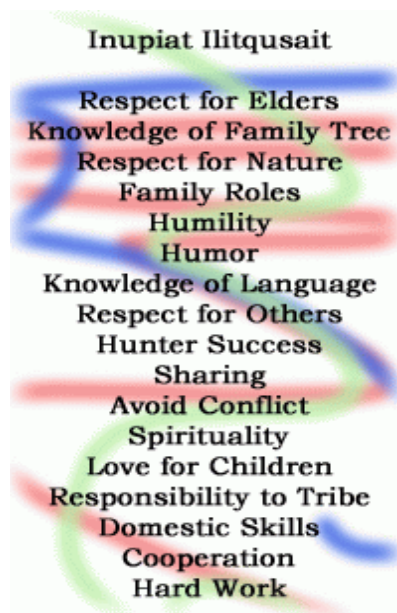 Inupiat Ilitqusait
Respect for Elders
Knowledge of Family Tree
Respect for Nature
Family Roles
Humility
Humor
Knowledge of Language
Respect for Others
Hunter Success
Sharing
Avoid Conflict
Spirituality
Love for Children
Responsibility to Tribe
Domestic Skills
Cooperation
Hard Work